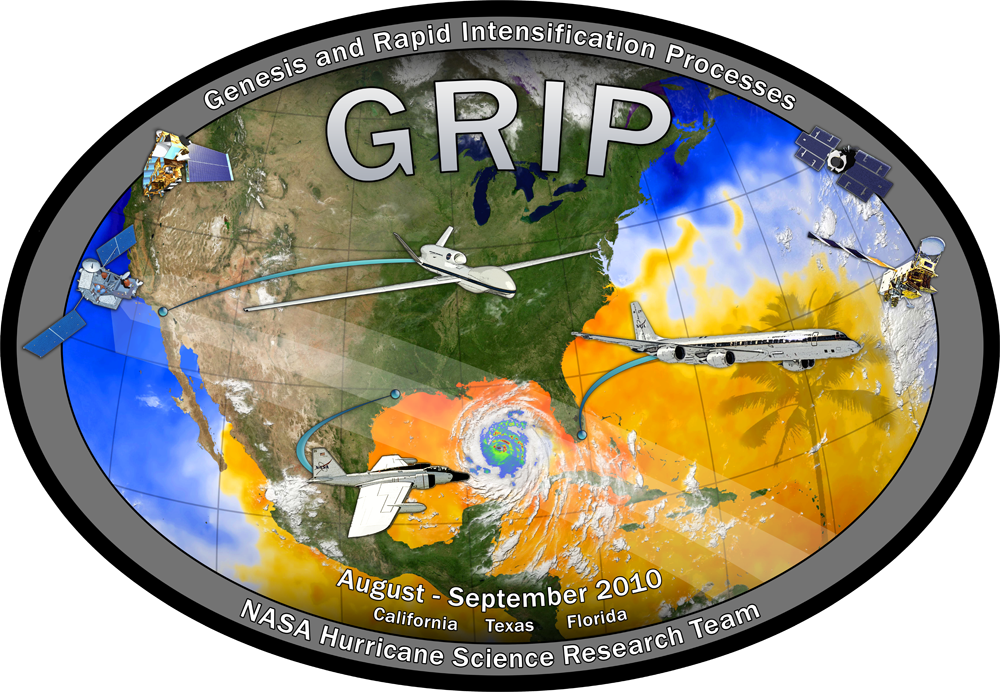 Genesis and Rapid Intensification Processes
GRIP
August - September 2010
California Texas Florida
NASA Hurricane Science Research Team